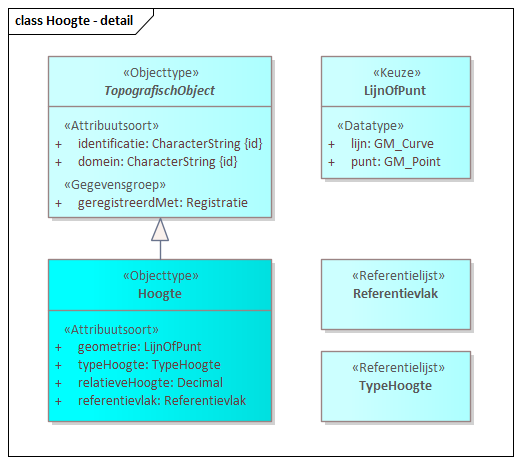 class Hoogte - detail
«Objecttype»
TopografischObject
«Attribuutsoort»
+ identificatie: CharacterString {id}
+ domein: CharacterString {id}
«Gegevensgroep»
+ geregistreerdMet: Registratie
«Keuze»
LijnOfPunt
«Datatype»
+ lijn: GM_Curve
+ punt: GM_Point
«Objecttype»
Hoogte
«Attribuutsoort»
+ geometrie: LijnOfPunt
+ typeHoogte: TypeHoogte
+ relatieveHoogte: Decimal
+ referentievlak: Referentievlak
«Referentielijst»
Referentievlak
«Referentielijst»
TypeHoogte